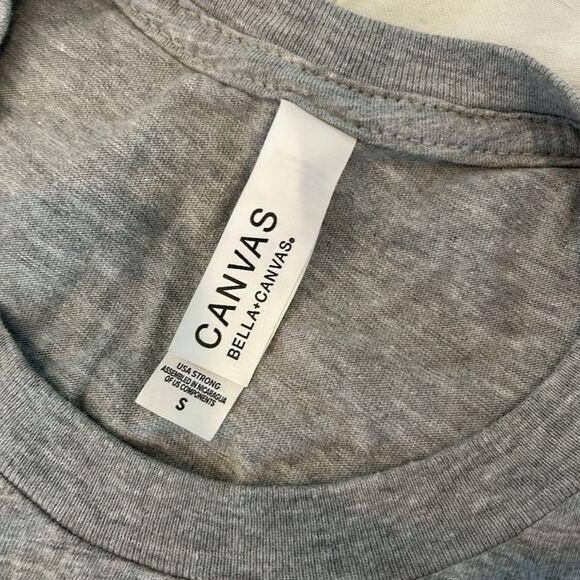 CANVAS
BELLA+CANVAS®
USA STRONG
ASSEMBLED IN NICARAGUA
OF US COMPONENTS
S